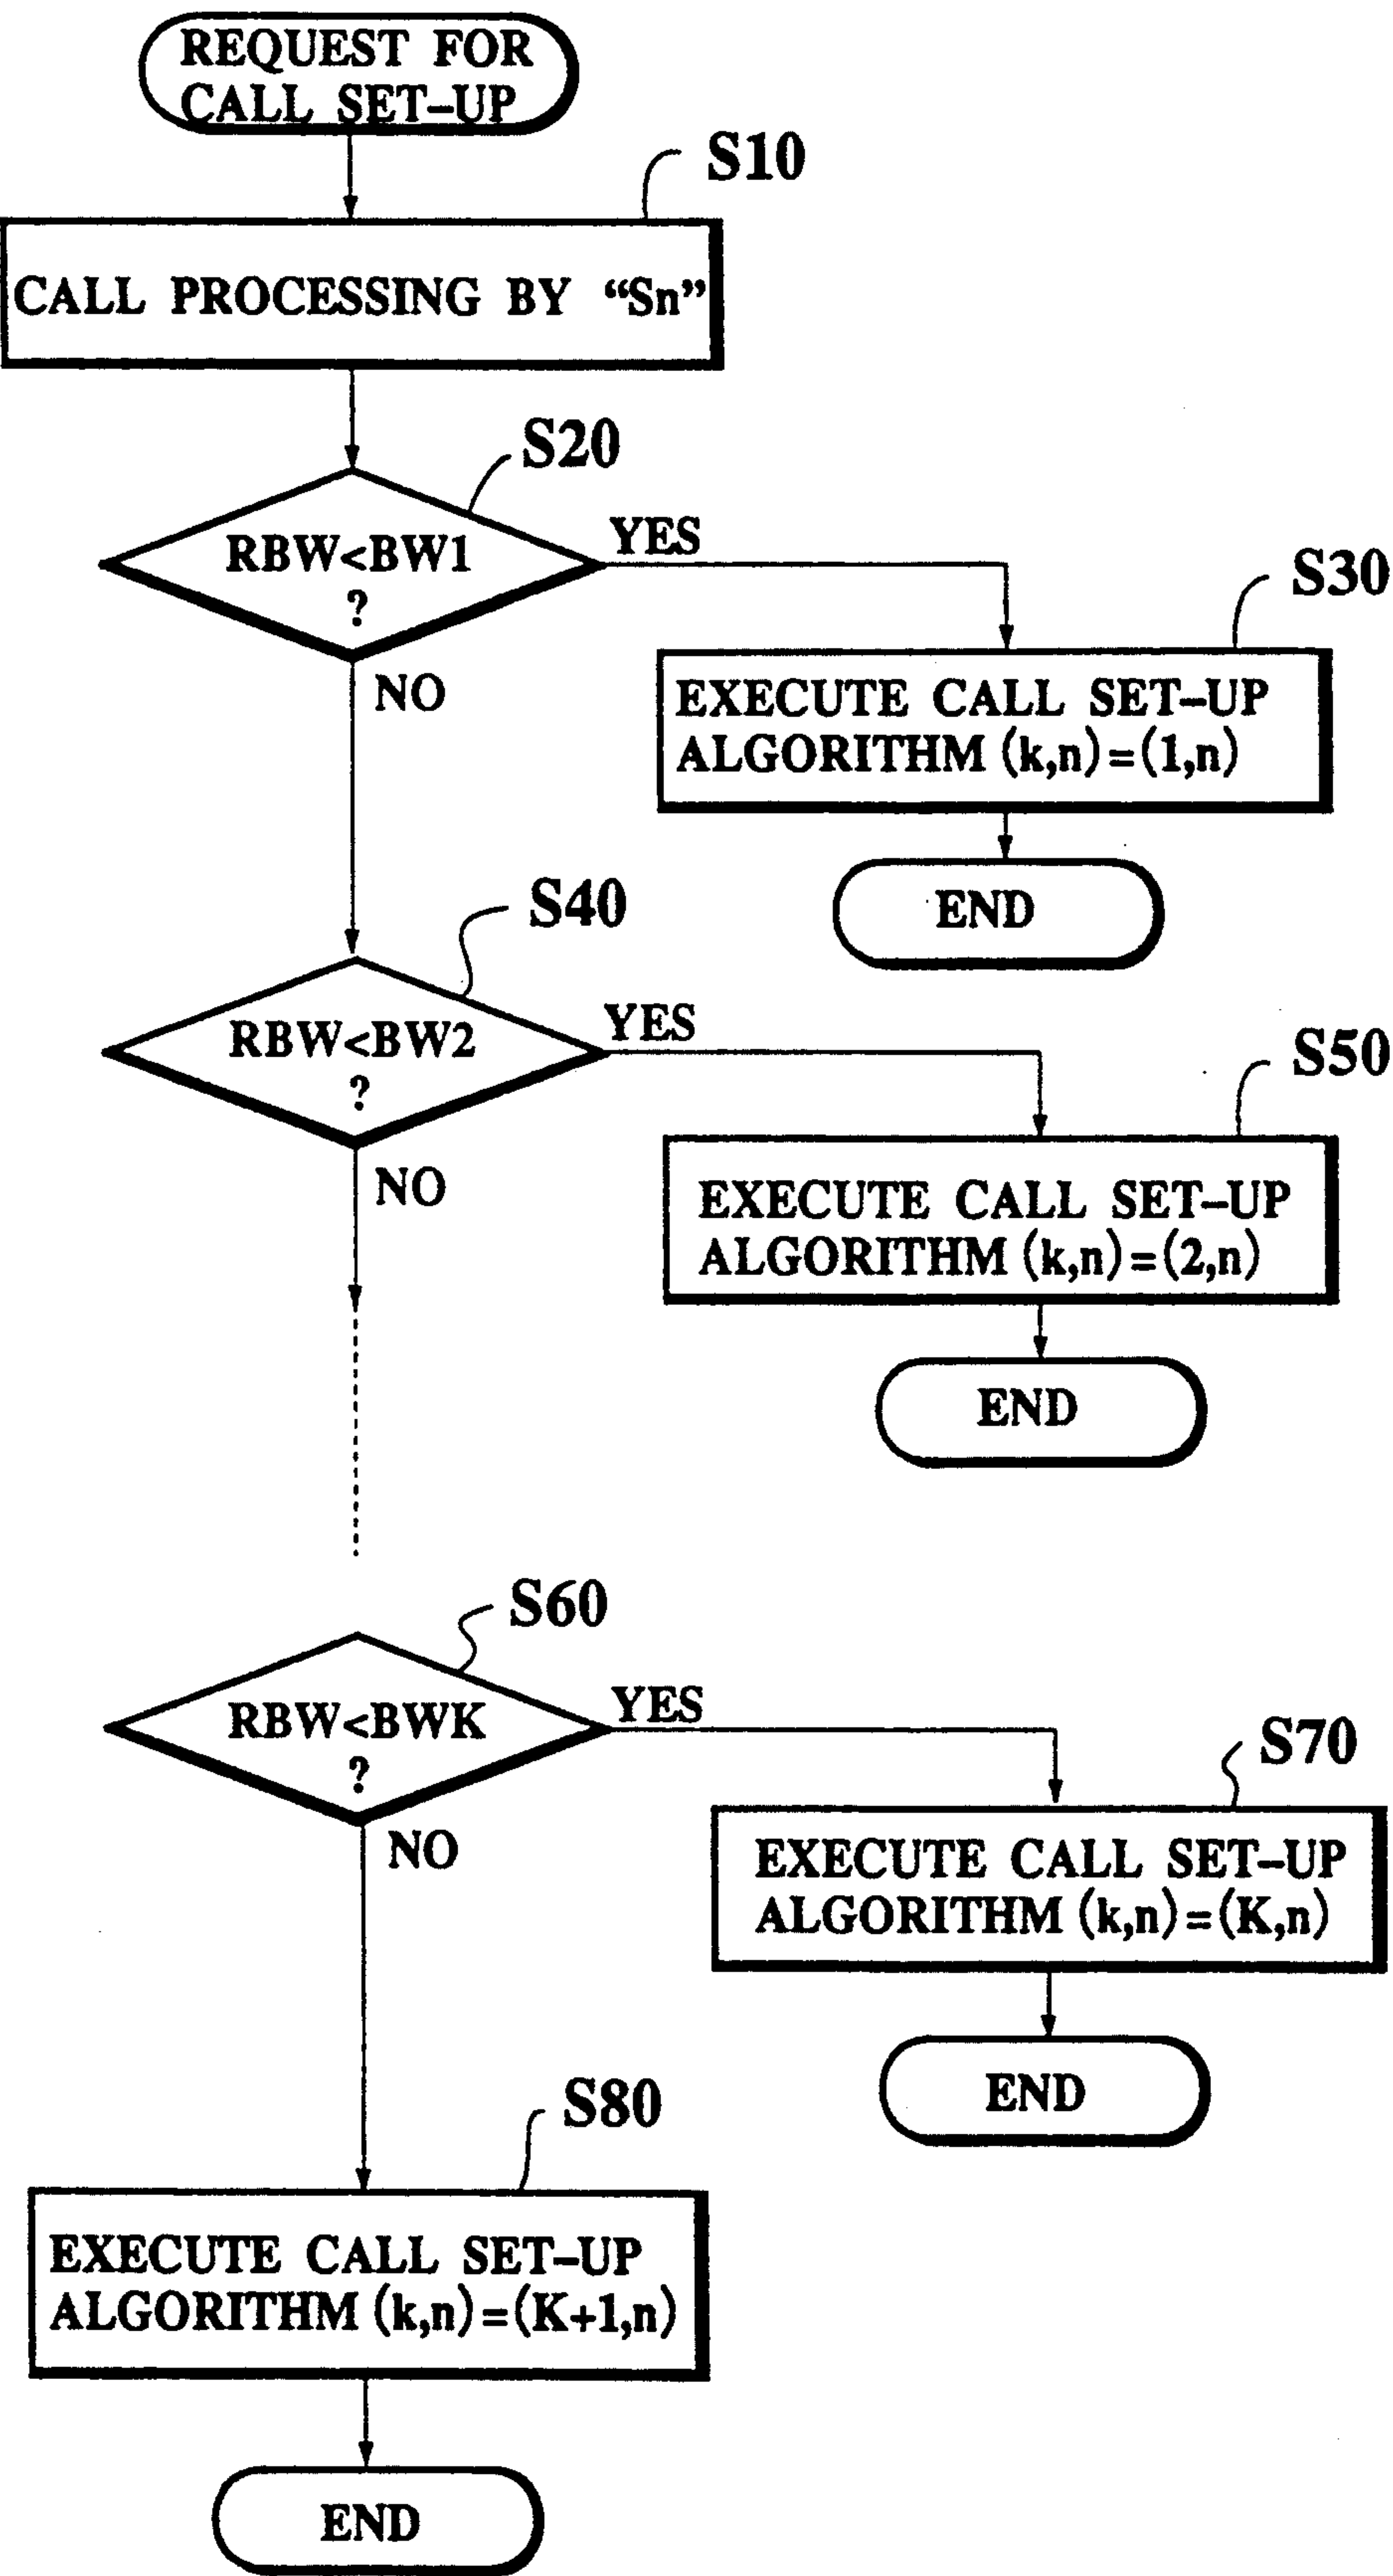 REQUEST FOR
CALL SET-UP
S10
CALL PROCESSING BY “Sn”
S20
RBW<BW1
?
YES
NO
S30
EXECUTE CALL SET-UP
ALGORITHM (k,n)=(1,n)
END
S40
RBW<BW2
?
YES
NO
S50
EXECUTE CALL SET-UP
ALGORITHM (k,n)=(2,n)
END
S60
RBW<BWK
?
YES
NO
S70
EXECUTE CALL SET-UP
ALGORITHM (k,n)=(K,n)
END
S80
EXECUTE CALL SET-UP
ALGORITHM (k,n)=(K+1,n)
END